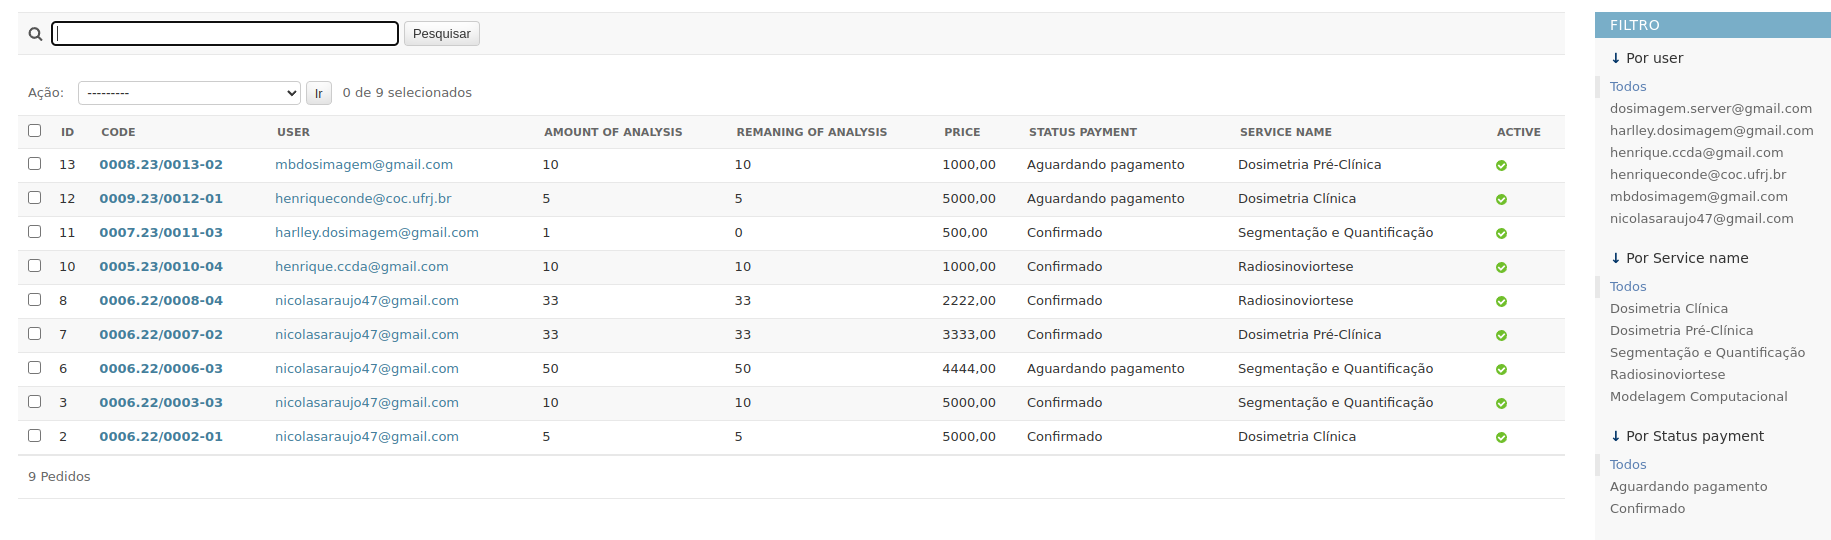 Pesquisar
Ação: --------- Ir 0 de 9 selecionados
ID CODE USER AMOUNT OF ANALYSIS REMANING OF ANALYSIS PRICE STATUS PAYMENT SERVICE NAME ACTIVE
13 0008.23/0013-02 mbdosimagem@gmail.com 10 10 1000,00 Aguardando pagamento Dosimetria Pré-Clínica
12 0009.23/0012-01 henriqueconde@coc.ufrj.br 5 5 5000,00 Aguardando pagamento Dosimetria Clínica
11 0007.23/0011-03 harlley.dosimagem@gmail.com 1 0 500,00 Confirmado Segmentação e Quantificação
10 0005.23/0010-04 henrique.ccda@gmail.com 10 10 1000,00 Confirmado Radiosinoviortese
8 0006.22/0008-04 nicolasaraujo47@gmail.com 33 33 2222,00 Confirmado Radiosinoviortese
7 0006.22/0007-02 nicolasaraujo47@gmail.com 33 33 3333,00 Confirmado Dosimetria Pré-Clínica
6 0006.22/0006-03 nicolasaraujo47@gmail.com 50 50 4444,00 Aguardando pagamento Segmentação e Quantificação
3 0006.22/0003-03 nicolasaraujo47@gmail.com 10 10 5000,00 Confirmado Segmentação e Quantificação
2 0006.22/0002-01 nicolasaraujo47@gmail.com 5 5 5000,00 Confirmado Dosimetria Clínica
9 Pedidos
FILTRO
↓ Por user
Todos
dosimagem.server@gmail.com
harlley.dosimagem@gmail.com
henrique.ccda@gmail.com
henriqueconde@coc.ufrj.br
mbdosimagem@gmail.com
nicolasaraujo47@gmail.com
↓ Por Service name
Todos
Dosimetria Clínica
Dosimetria Pré-Clínica
Segmentação e Quantificação
Radiosinoviortese
Modelagem Computacional
↓ Por Status payment
Todos
Aguardando pagamento
Confirmado